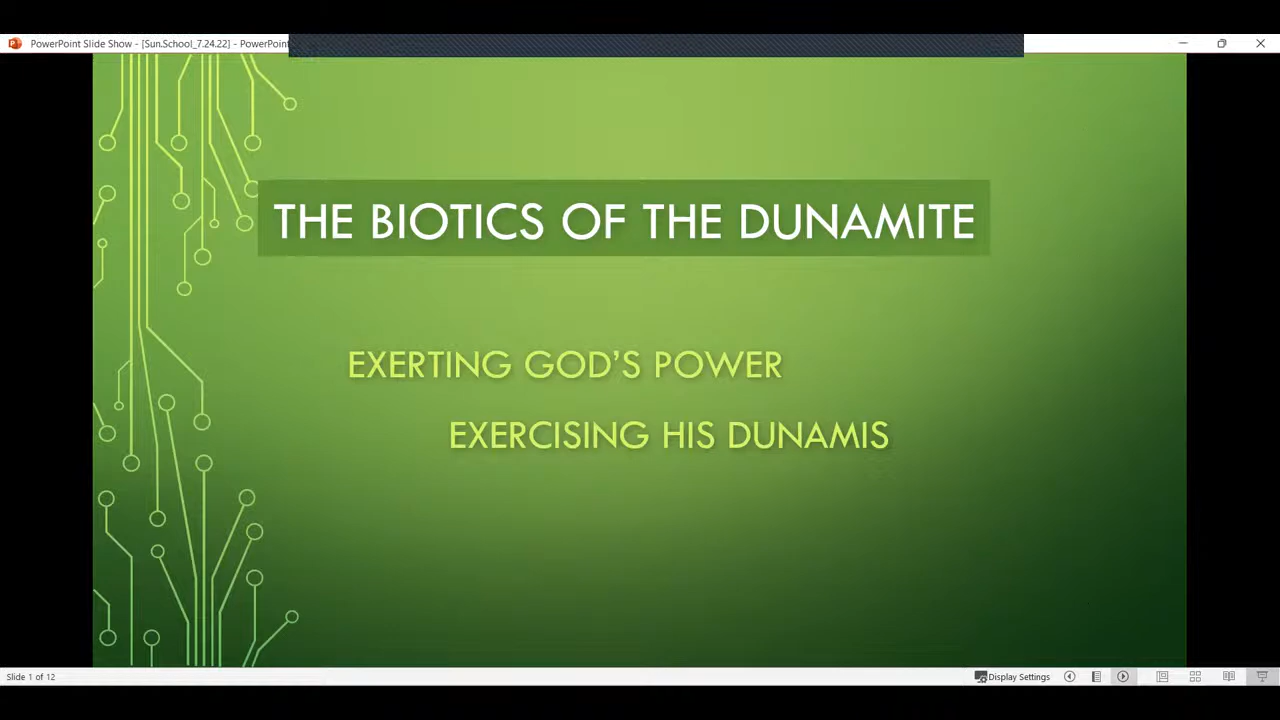 PowerPoint Slide Show - [Sun.School_7.24.22] - PowerPoint
THE BIOTICS OF THE DUNAMITE
EXERTING GOD'S POWER
EXERCISING HIS DUNAMIS
Slide 1 of 12
Display Settings